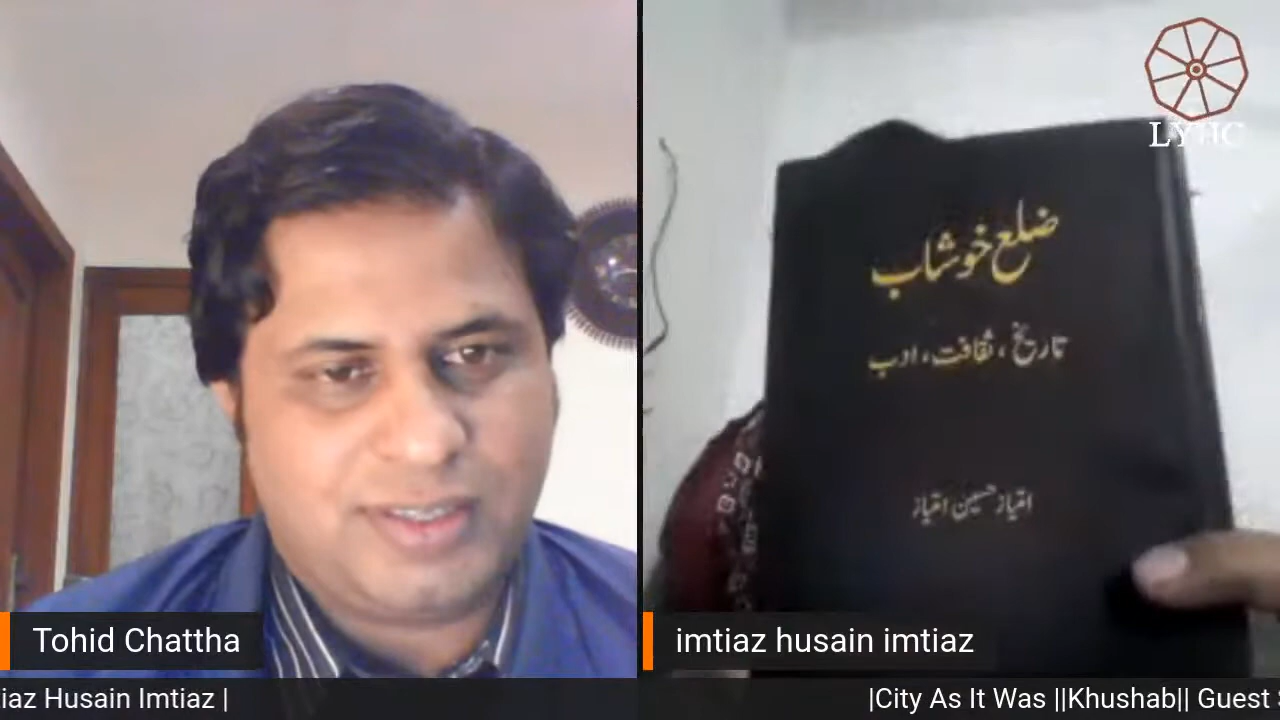 LYHC
ضلع خوشاب
تاریخ ، ثقافت ، ادب
امتیاز حسین امتیاز
Tohid Chattha
imtiaz husain imtiaz
iaz Husain Imtiaz |
|City As It Was ||Khushab|| Guest